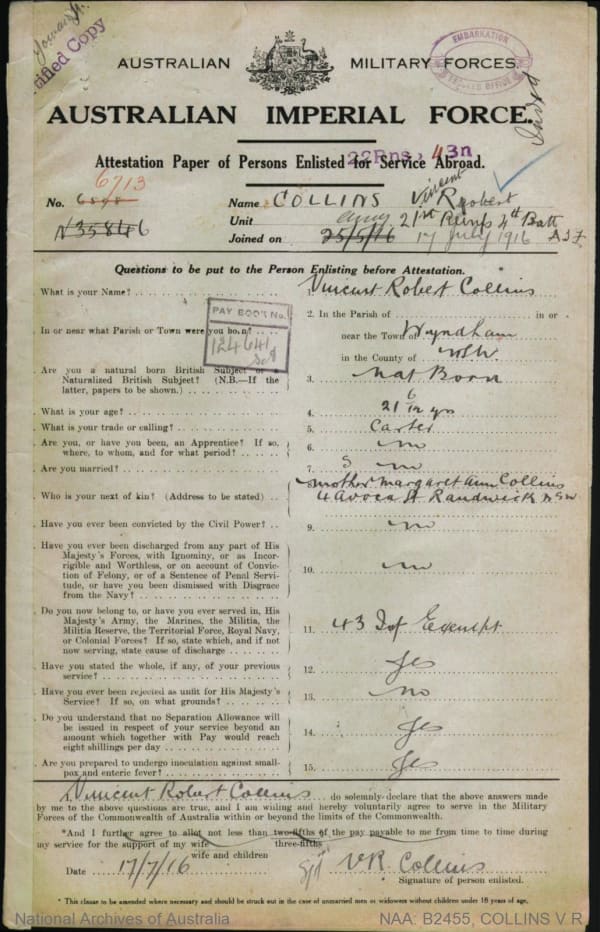 Certified Copy
EMBARKATION
AUSTRALIAN MILITARY FORCES.
AUSTRALIAN IMPERIAL FORCE.
22Rns. 43n
Attestation Paper of Persons Enlisted for Service Abroad.
6713
No. Name COLLINS Vincent Robert
N35846 Unit 21st Reinfs 4th Batt
Joined on 25/5/16 17 July 1916 A.I.F.
Questions to be put to the Person Enlisting before Attestation.
What is your Name? Vincent Robert Collins
PAY BOOK No.
124641
2. In the Parish of in or
In or near what Parish or Town were you born? near the Town of Wyndham
in the County of NSW.
Are you a natural born British Subject or a
Naturalized British Subject? (N.B.—If the
latter, papers to be shown.) 3. Nat Born
What is your age? 4. 21 6/12 yrs
What is your trade or calling? 5. Carter
Are you, or have you been, an Apprentice? If so,
where, to whom, and for what period? 6. no
Are you married? 7. S no
Who is your next of kin? (Address to be stated) mother Margaret Ann Collins
4 Avoca St Randwick NSW
Have you ever been convicted by the Civil Power? 9. no
Have you ever been discharged from any part of His
Majesty's Forces, with Ignominy, or as Incor-
rigible and Worthless, or on account of Convic-
tion of Felony, or of a Sentence of Penal Servi-
tude, or have you been dismissed with Disgrace
from the Navy? 10. no
Do you now belong to, or have you ever served in, His
Majesty's Army, the Marines, the Militia, the
Militia Reserve, the Territorial Force, Royal Navy,
or Colonial Forces? If so, state which, and if not
now serving, state cause of discharge 11. 43 Inf Exempt
Have you stated the whole, if any, of your previous
service? 12. yes
Have you ever been rejected as unfit for His Majesty's
Service? If so, on what grounds? 13. no
Do you understand that no Separation Allowance will
be issued in respect of your service beyond an
amount which together with Pay would reach
eight shillings per day 14. yes
Are you prepared to undergo inoculation against small-
pox and enteric fever? 15. yes
I, Vincent Robert Collins do solemnly declare that the above answers made
by me to the above questions are true, and I am willing and hereby voluntarily agree to serve in the Military
Forces of the Commonwealth of Australia within or beyond the limits of the Commonwealth.
*And I further agree to allot not less than two-fifths of the pay payable to me from time to time during
three-fifths
my service for the support of my wife
wife and children
Date 17/7/16 Sgd V R Collins
Signature of person enlisted.
* This clause to be amended where necessary and should be struck out in the case of unmarried men or widowers without children under 18 years of age.
National Archives of Australia NAA: B2455, COLLINS V R